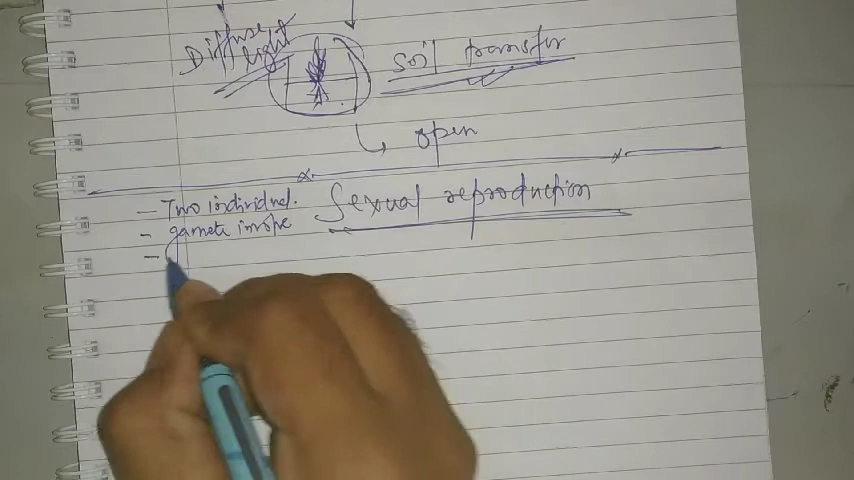 Diffuse
light
soil transfer
open
Sexual reproduction
- Two individual.
- gamete involve
-